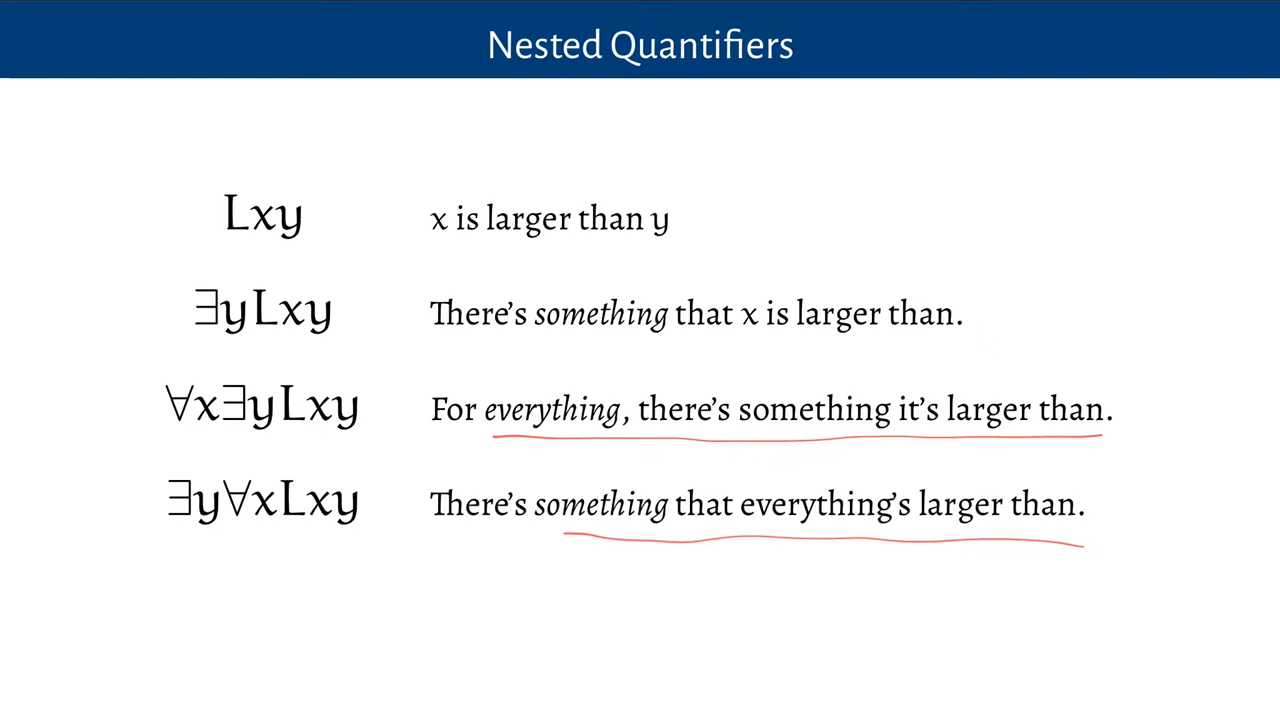 Nested Quantifiers
Lxy x is larger than y
∃yLxy There’s something that x is larger than.
∀x∃yLxy For everything, there’s something it’s larger than.
∃y∀xLxy There’s something that everything’s larger than.